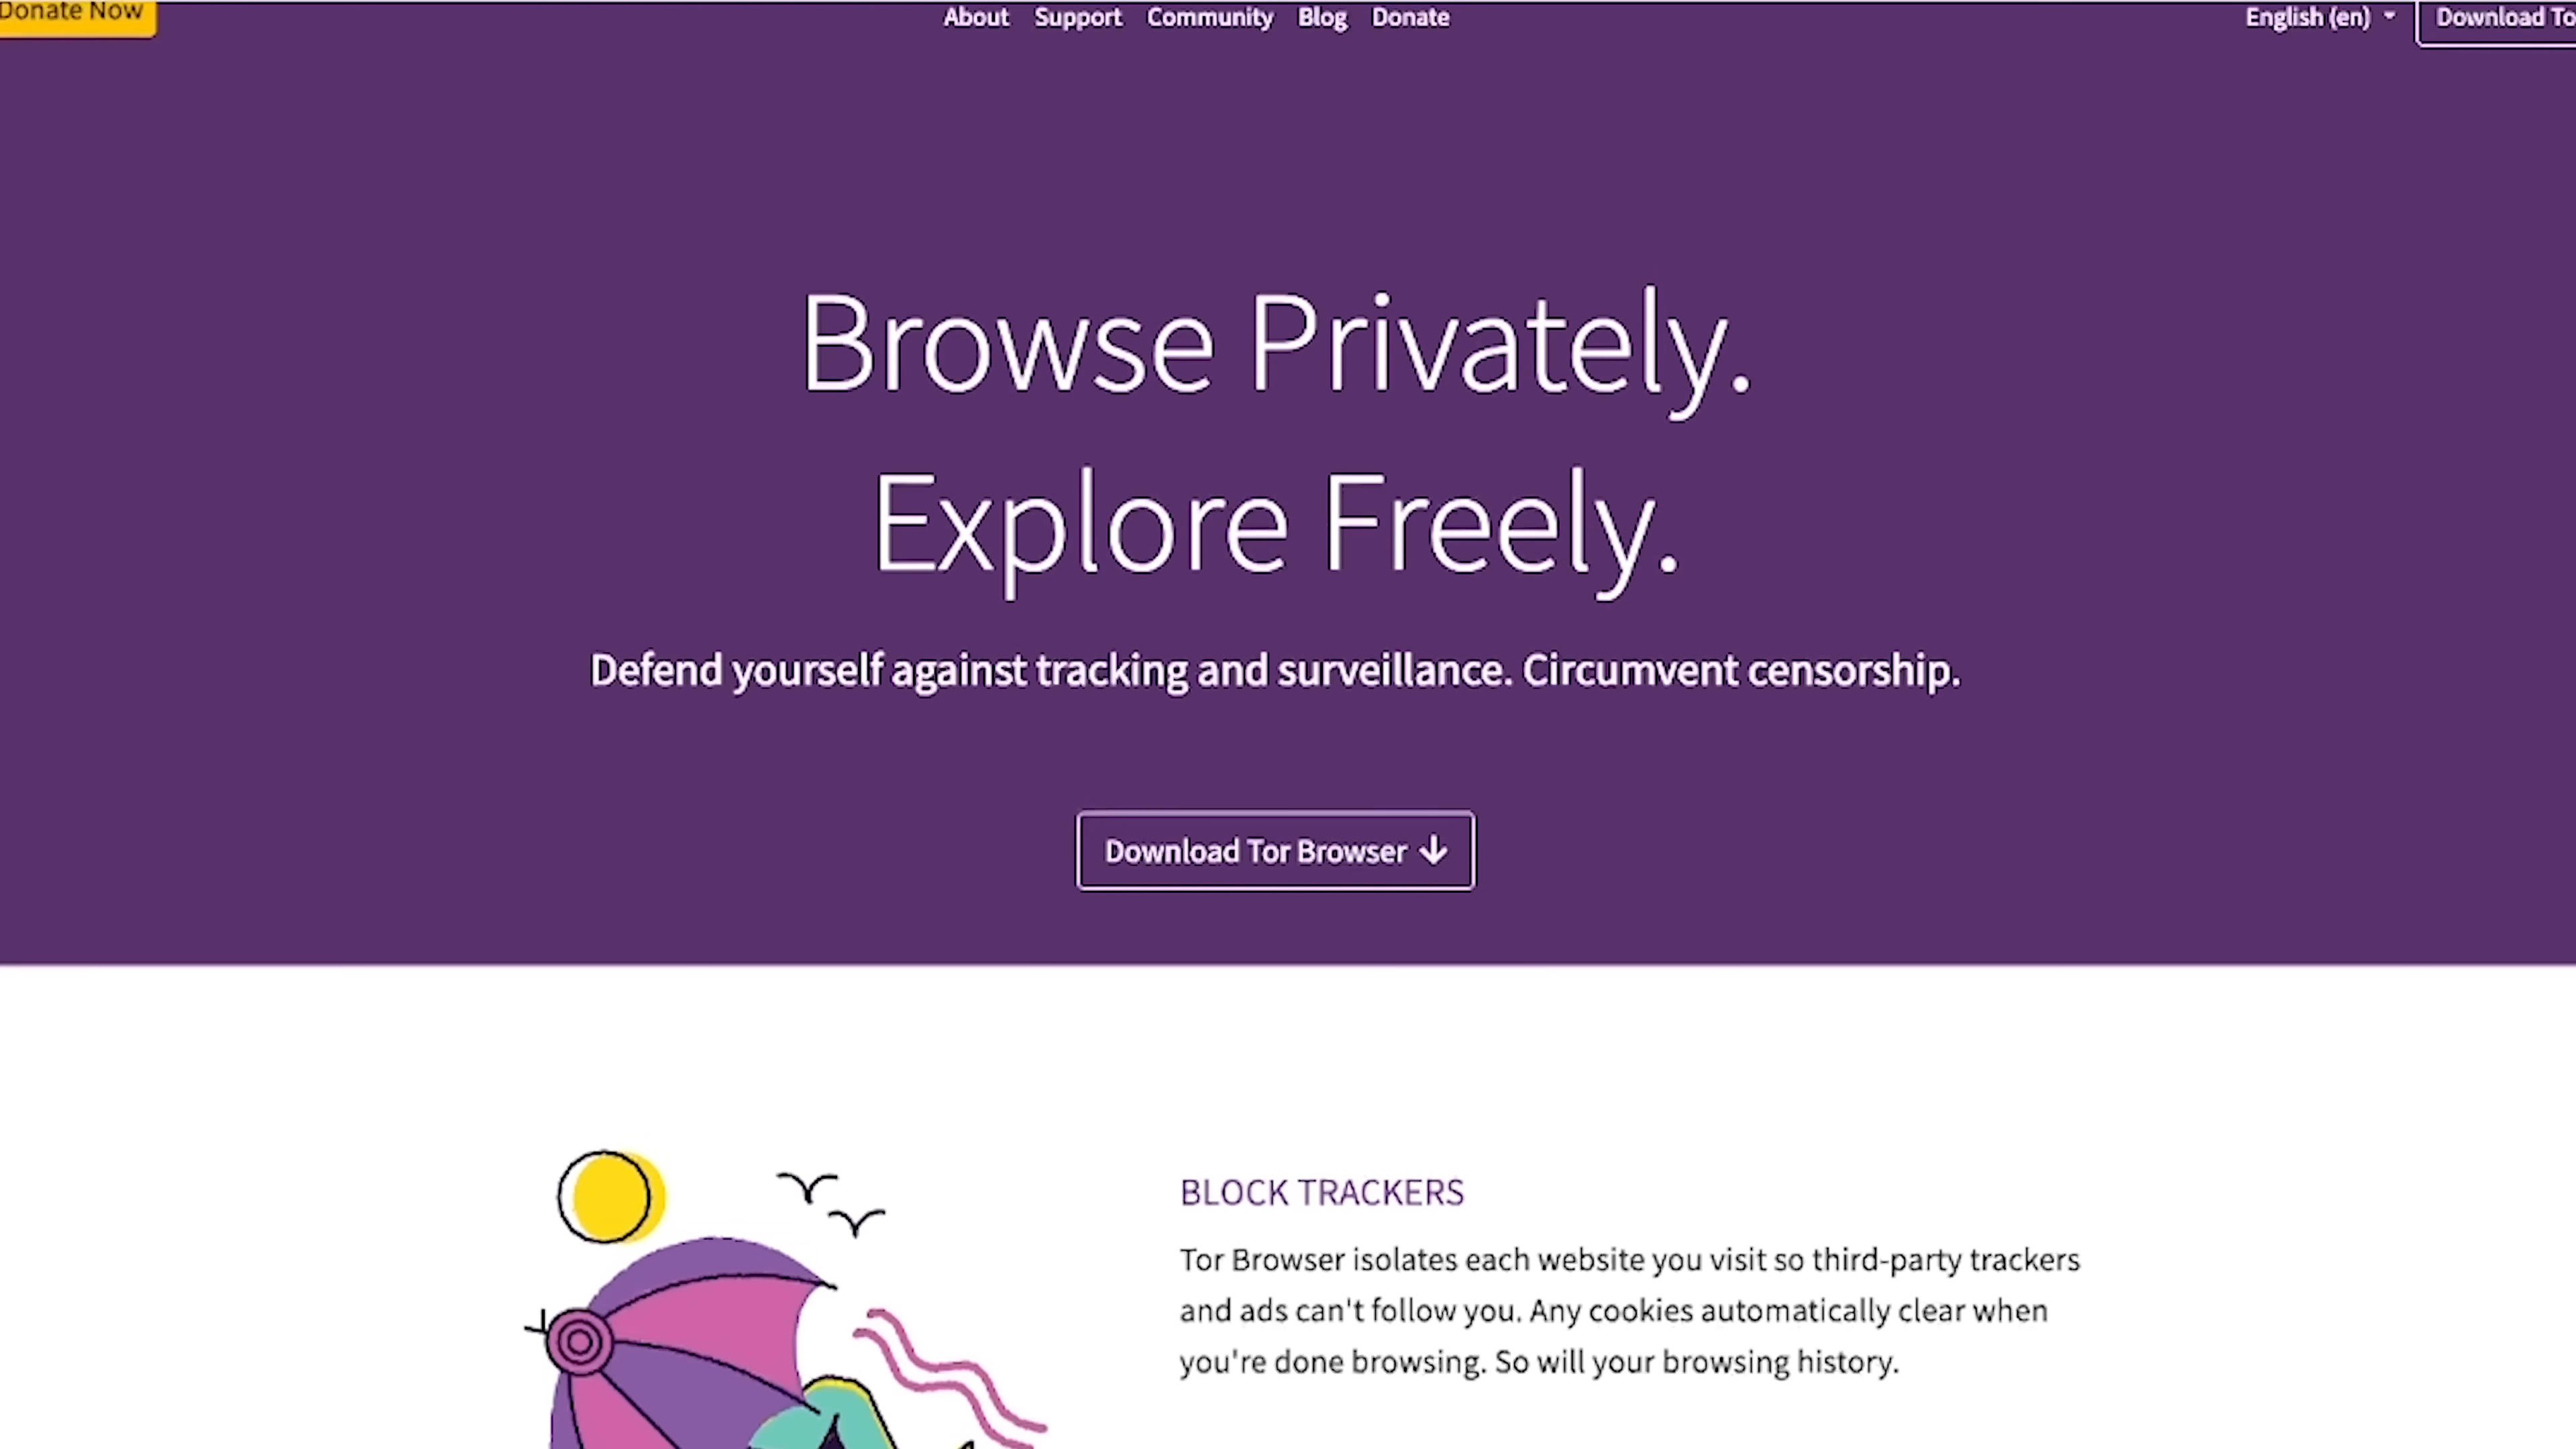 Donate Now
About Support Community Blog Donate
English (en)
Download
Browse Privately.
Explore Freely.
Defend yourself against tracking and surveillance. Circumvent censorship.
Download Tor Browser
BLOCK TRACKERS
Tor Browser isolates each website you visit so third-party trackers
and ads can't follow you. Any cookies automatically clear when
you're done browsing. So will your browsing history.